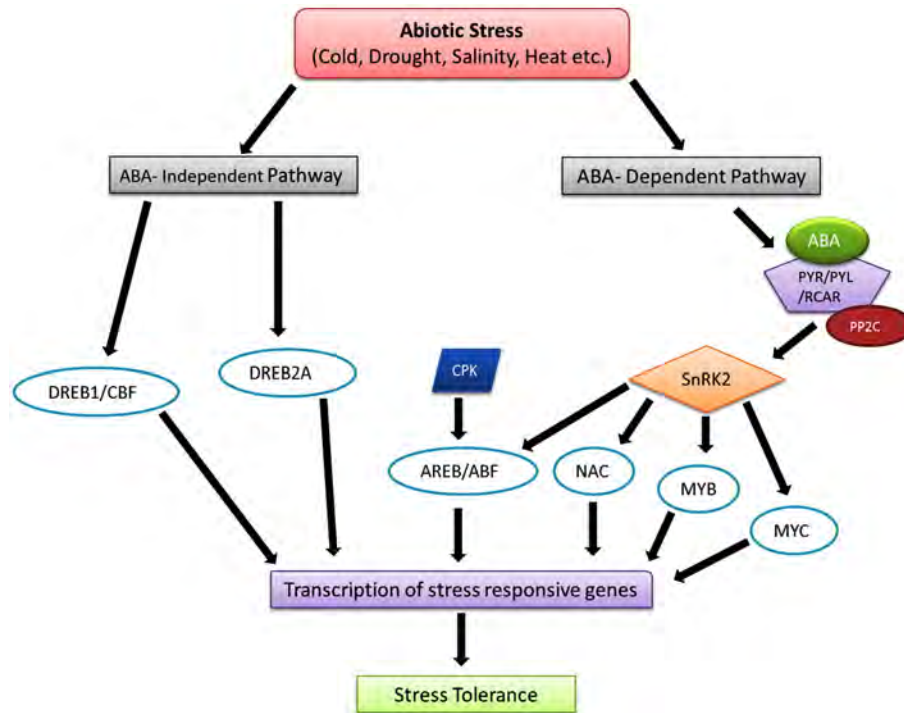 Abiotic Stress
(Cold, Drought, Salinity, Heat etc.)
ABA- Independent Pathway
ABA- Dependent Pathway
ABA
PYR/PYL
/RCAR
PP2C
DREB1/CBF
DREB2A
CPK
SnRK2
AREB/ABF
NAC
MYB
MYC
Transcription of stress responsive genes
Stress Tolerance